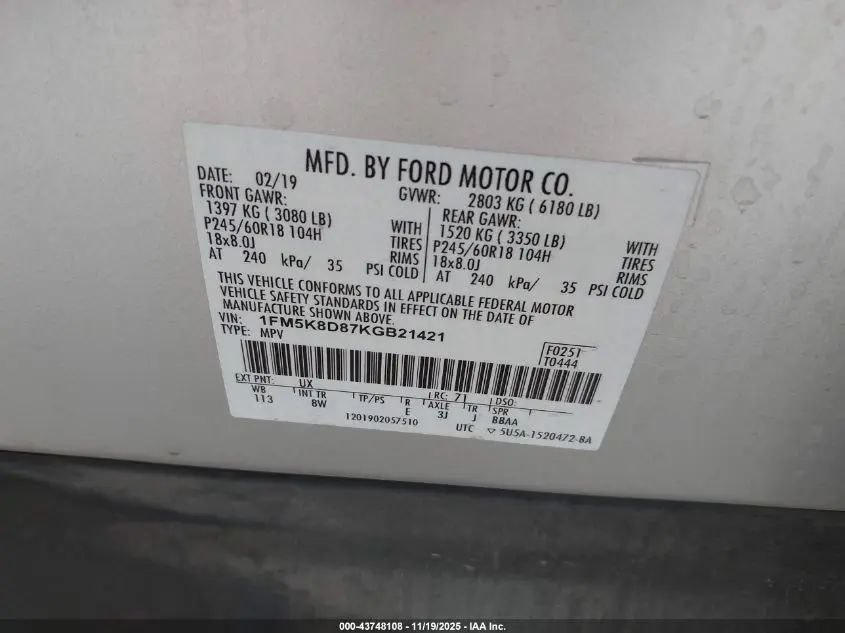 MFD. BY FORD MOTOR CO.
DATE: 02/19 GVWR: 2803 KG ( 6180 LB)
FRONT GAWR: REAR GAWR:
1397 KG ( 3080 LB) WITH 1520 KG ( 3350 LB) WITH
P245/60R18 104H TIRES P245/60R18 104H TIRES
18x8.0J RIMS 18x8.0J RIMS
AT 240 kPa/ 35 PSI COLD AT 240 kPa/ 35 PSI COLD
THIS VEHICLE CONFORMS TO ALL APPLICABLE FEDERAL MOTOR
VEHICLE SAFETY STANDARDS IN EFFECT ON THE DATE OF
MANUFACTURE SHOWN ABOVE.
VIN: 1FM5K8D87KGB21421
TYPE: MPV
F0251
T0444
EXT PNT: UX RC: 71 DSO:
WB INT TR TP/PS R AXLE TR SPR
113 8W E 3J J BBAA
1201902057510 UTC ▽ 5U5A-1520472-BA
000-43748108 - 11/19/2025 - IAA Inc.